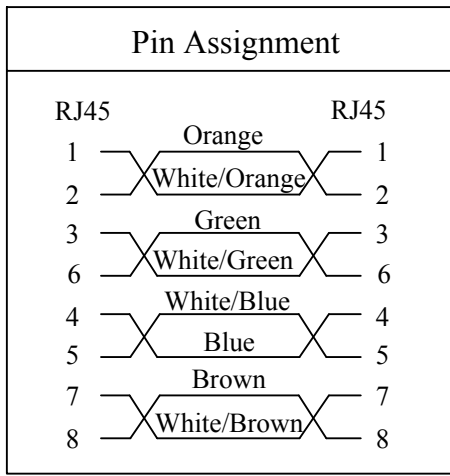 Pin Assignment
RJ45 RJ45
Orange
1 1
White/Orange
2 2
Green
3 3
White/Green
6 6
White/Blue
4 4
Blue
5 5
Brown
7 7
White/Brown
8 8